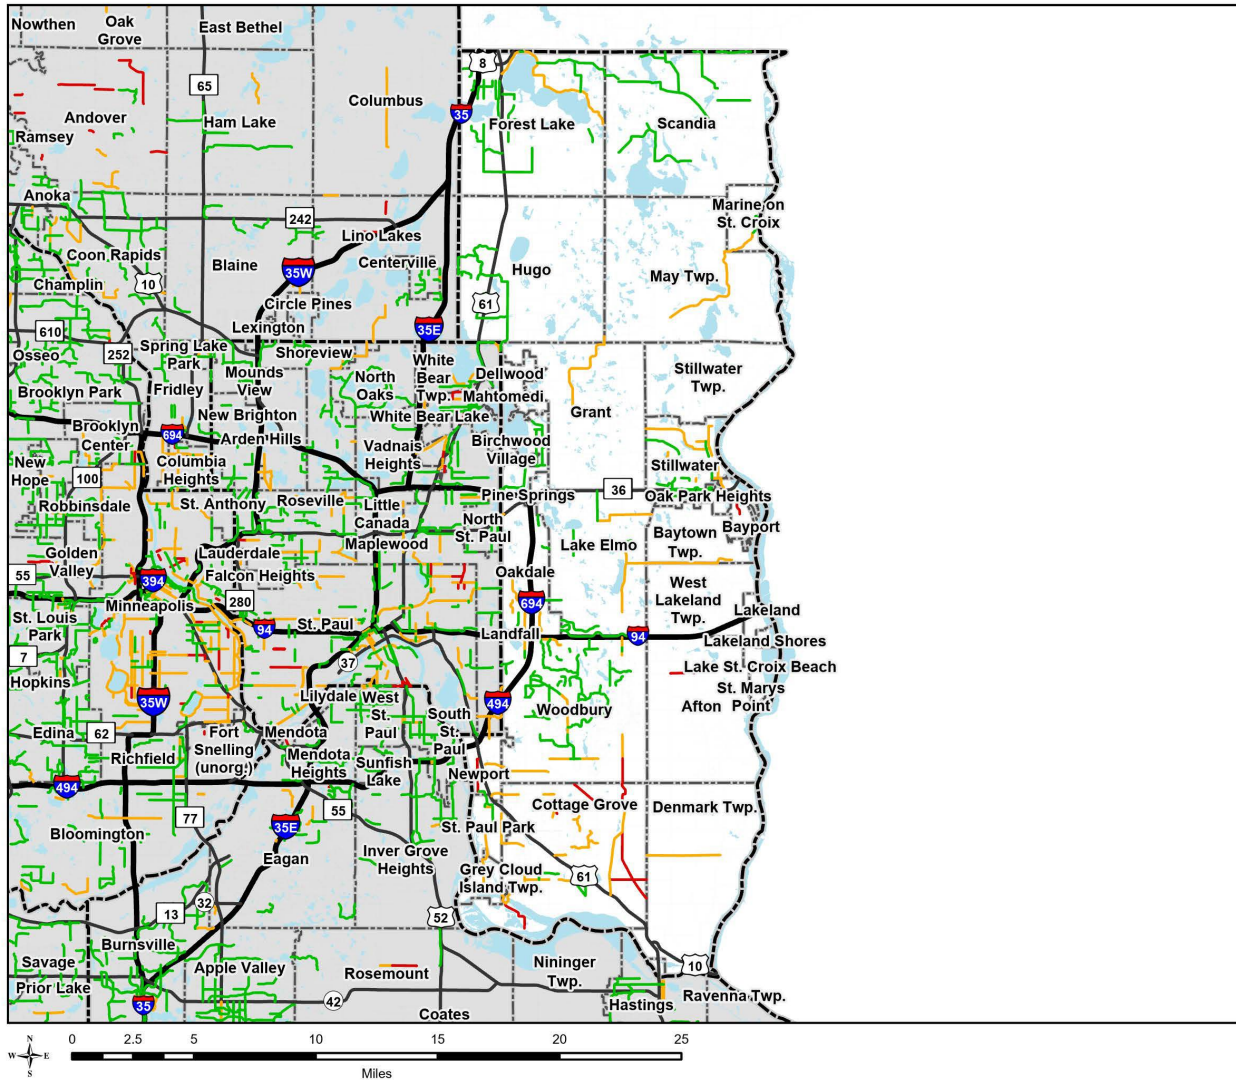 Nowthen
Oak
Grove
East Bethel
8
65
Columbus
35
Andover
Ham Lake
Forest Lake
Scandia
Ramsey
Anoka
242
Marine on
St. Croix
Lino Lakes
Coon Rapids
Blaine
35W
Centerville
Hugo
May Twp.
Champlin
10
Circle Pines
61
610
Lexington
35E
Osseo
252
Spring Lake
Park
Shoreview
White
Bear
Twp.
Dellwood
Stillwater
Twp.
Brooklyn Park
Fridley
Mounds
View
North
Oaks
Mahtomedi
Grant
New Brighton
White Bear Lake
Brooklyn
Center
694
Arden Hills
Vadnais
Heights
Birchwood
Village
New
Hope
100
Columbia
Heights
Stillwater
36
Robbinsdale
St. Anthony
Roseville
Little
Canada
Pine Springs
Oak Park Heights
North
St. Paul
Bayport
Golden
Valley
Lauderdale
Maplewood
Lake Elmo
Baytown
Twp.
55
394
Falcon Heights
Oakdale
West
Lakeland
Twp.
Minneapolis
280
694
Lakeland
St. Louis
Park
94
St. Paul
Landfall
94
Lakeland Shores
7
37
Lake St. Croix Beach
Hopkins
35W
Lilydale
West
St.
Paul
494
Woodbury
St. Marys
Point
Afton
Edina
62
Fort
Snelling
(unorg.)
Mendota
South
St.
Paul
Richfield
Mendota
Heights
Sunfish
Lake
Newport
494
77
55
Cottage Grove
Denmark Twp.
Bloomington
35E
St. Paul Park
Eagan
Inver Grove
Heights
Grey Cloud
Island Twp.
61
13
32
52
Burnsville
Savage
Apple Valley
Rosemount
Nininger
Twp.
10
Prior Lake
35
42
Coates
Hastings
Ravenna Twp.
N
W
E
S
0
2.5
5
10
15
20
25
Miles